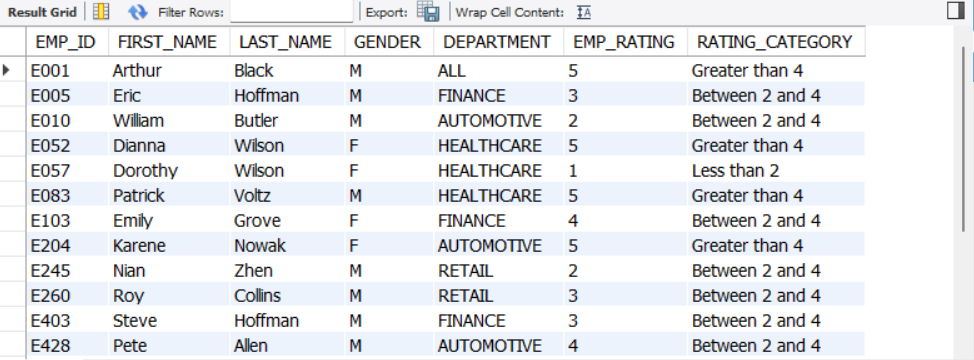 Result Grid Filter Rows: Export: Wrap Cell Content: IA
EMP_ID FIRST_NAME LAST_NAME GENDER DEPARTMENT EMP_RATING RATING_CATEGORY
E001 Arthur Black M ALL 5 Greater than 4
E005 Eric Hoffman M FINANCE 3 Between 2 and 4
E010 William Butler M AUTOMOTIVE 2 Between 2 and 4
E052 Dianna Wilson F HEALTHCARE 5 Greater than 4
E057 Dorothy Wilson F HEALTHCARE 1 Less than 2
E083 Patrick Voltz M HEALTHCARE 5 Greater than 4
E103 Emily Grove F FINANCE 4 Between 2 and 4
E204 Karene Nowak F AUTOMOTIVE 5 Greater than 4
E245 Nian Zhen M RETAIL 2 Between 2 and 4
E260 Roy Collins M RETAIL 3 Between 2 and 4
E403 Steve Hoffman M FINANCE 3 Between 2 and 4
E428 Pete Allen M AUTOMOTIVE 4 Between 2 and 4